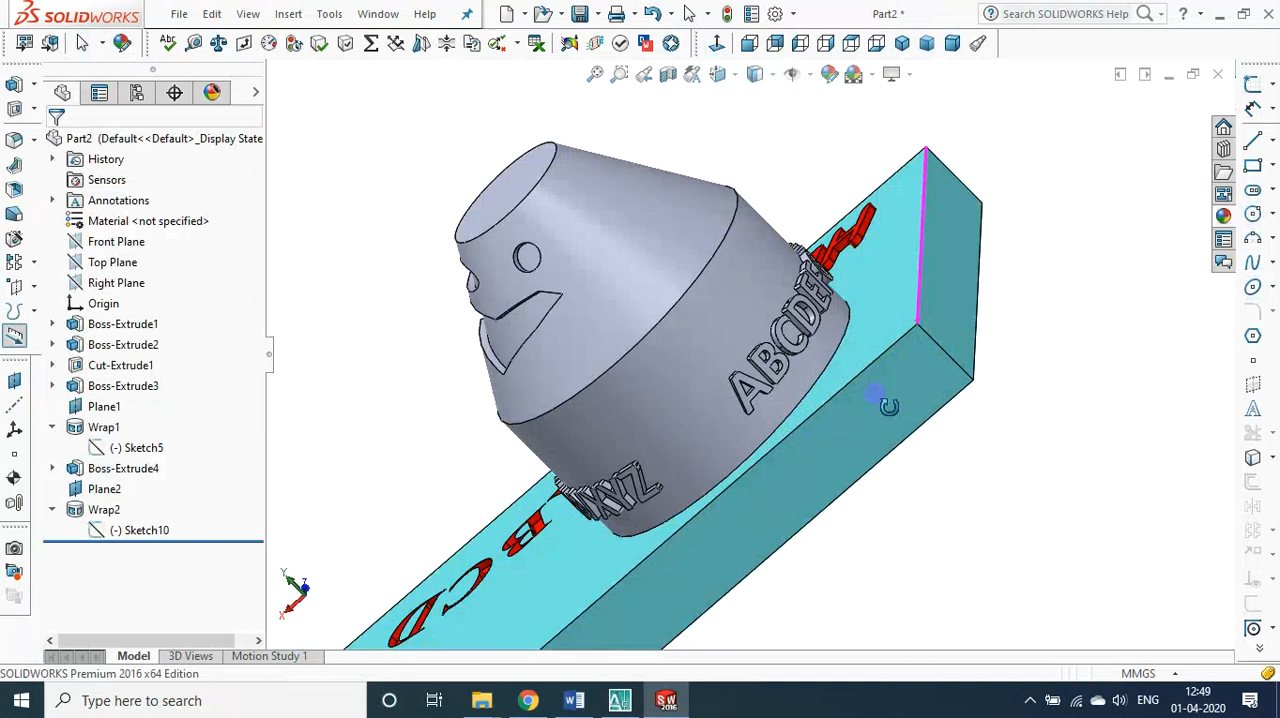 SOLIDWORKS File Edit View Insert Tools Window Help Part2 * Search SOLIDWORKS Help
Part2 (Default<<Default>_Display State
History
Sensors
Annotations
Material <not specified>
Front Plane
Top Plane
Right Plane
Origin
Boss-Extrude1
Boss-Extrude2
Cut-Extrude1
Boss-Extrude3
Plane1
Wrap1
(-) Sketch5
Boss-Extrude4
Plane2
Wrap2
(-) Sketch10
ABCDEF
XYZ
Y
Z
X
Model 3D Views Motion Study 1
SOLIDWORKS Premium 2016 x64 Edition MMGS
Type here to search ENG 12:49
01-04-2020